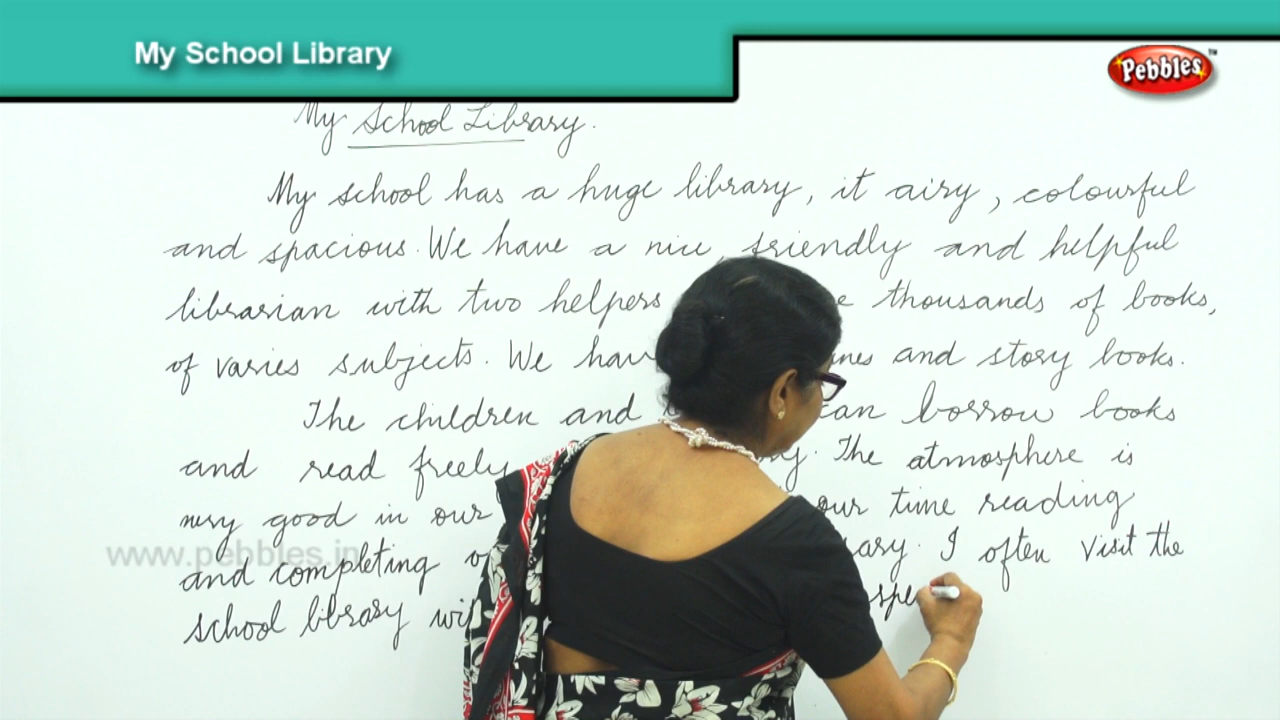 My School Library
Pebbles
TM
My School Library.
My school has a huge library, it airy, colourful
and spacious. We have a nice, friendly and helpful
librarian with two helpers thousands of books,
of varies subjects. We have and story books.
The children and can borrow books
and read freely The atmosphere is
very good in our our time reading
and completing I often visit the
www.pebbles.in
school library